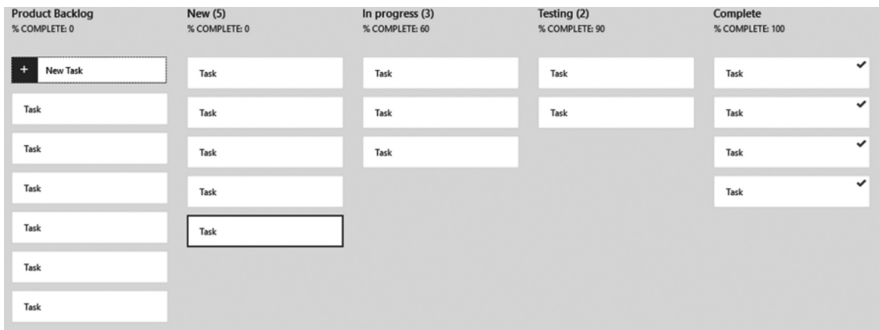 Product Backlog
% COMPLETE: 0
+ New Task
Task
Task
Task
Task
Task
Task
New (5)
% COMPLETE: 0
Task
Task
Task
Task
Task
In progress (3)
% COMPLETE: 60
Task
Task
Task
Testing (2)
% COMPLETE: 90
Task
Task
Complete
% COMPLETE: 100
Task
Task
Task
Task